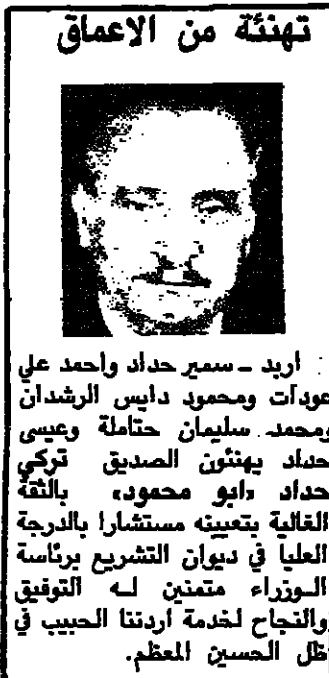 تهنئة من الاعماق
اربد - سمير حداد واحمد علي
عودات ومحمود دايس الرشدان
ومحمد سليمان حتاملة وعيسى
حداد يهنئون الصديق تركي
حداد «ابو محمود» بالثقة
الغالية بتعيينه مستشارا بالدرجة
العليا في ديوان التشريع برئاسة
الوزراء متمنين له التوفيق
والنجاح لخدمة اردننا الحبيب في
ظل الحسين المعظم.